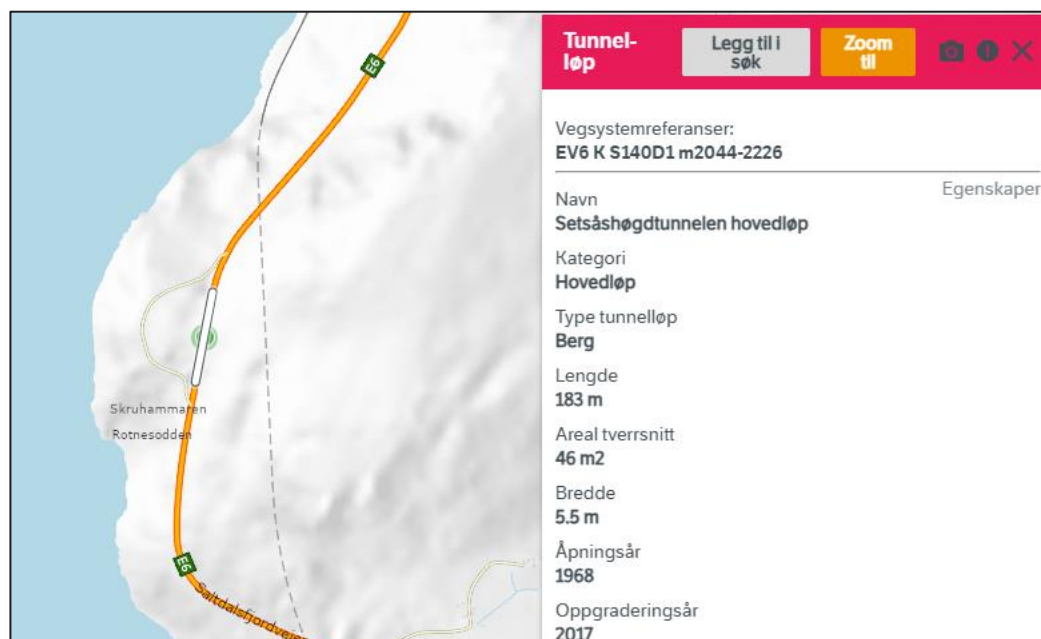 E6
Skruhammaren
Rotnesodden
E6
Saltdalsfjordveien
Tunnel-
løp
Legg til i
søk
Zoom
til
Vegsystemreferanser:
EV6 K S140D1 m2044-2226
Egenskaper
Navn
Setsåshøgdtunnelen hovedløp
Kategori
Hovedløp
Type tunnelløp
Berg
Lengde
183 m
Areal tverrsnitt
46 m2
Bredde
5.5 m
Åpningsår
1968
Oppgraderingsår
2017